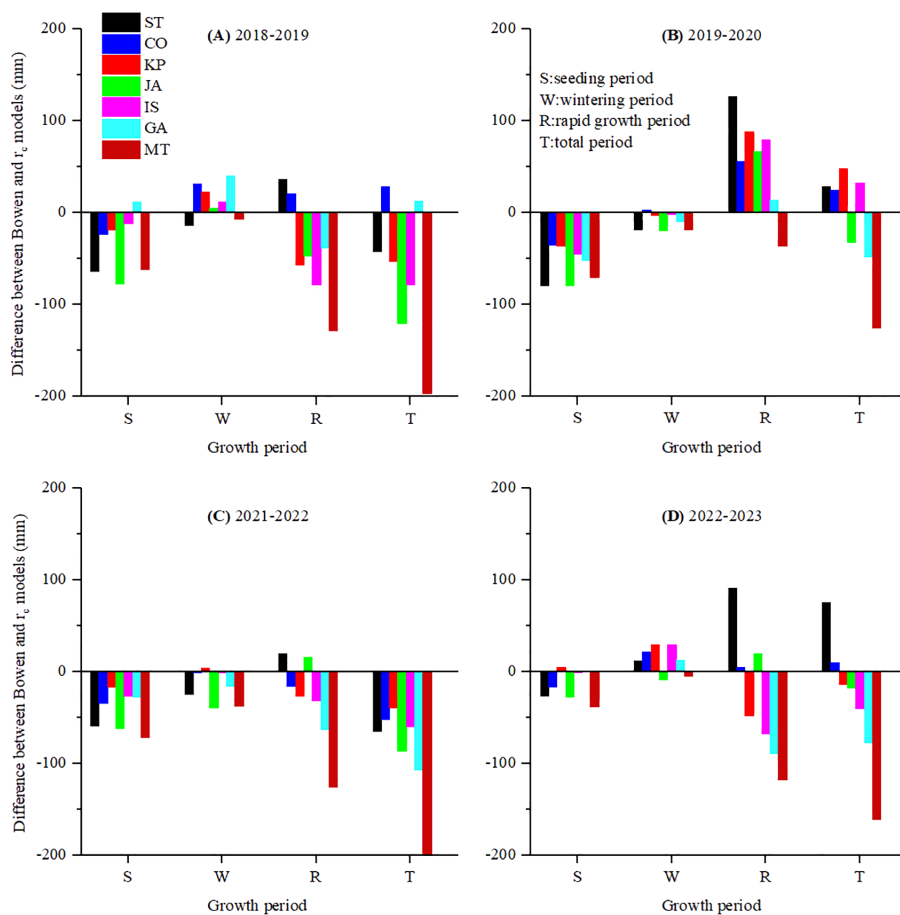 200
100
0
-100
-200
Difference between Bowen and rc models (mm)
ST
CO
KP
JA
IS
GA
MT
(A) 2018-2019
S
W
R
T
Growth period
200
100
0
-100
-200
(B) 2019-2020
S:seeding period
W:wintering period
R:rapid growth period
T:total period
S
W
R
T
Growth period
200
100
0
-100
-200
Difference between Bowen and rc models (mm)
(C) 2021-2022
S
W
R
T
Growth period
200
100
0
-100
-200
(D) 2022-2023
S
W
R
T
Growth period